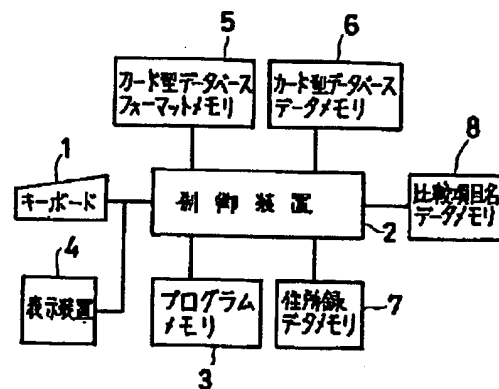 5
6
カード型データベース
フォーマットメモリ
カード型データベース
データメモリ
8
1
キーボード
制御装置
比較項目名
データメモリ
2
4
表示装置
プログラム
メモリ
住所録
データメモリ
7
3